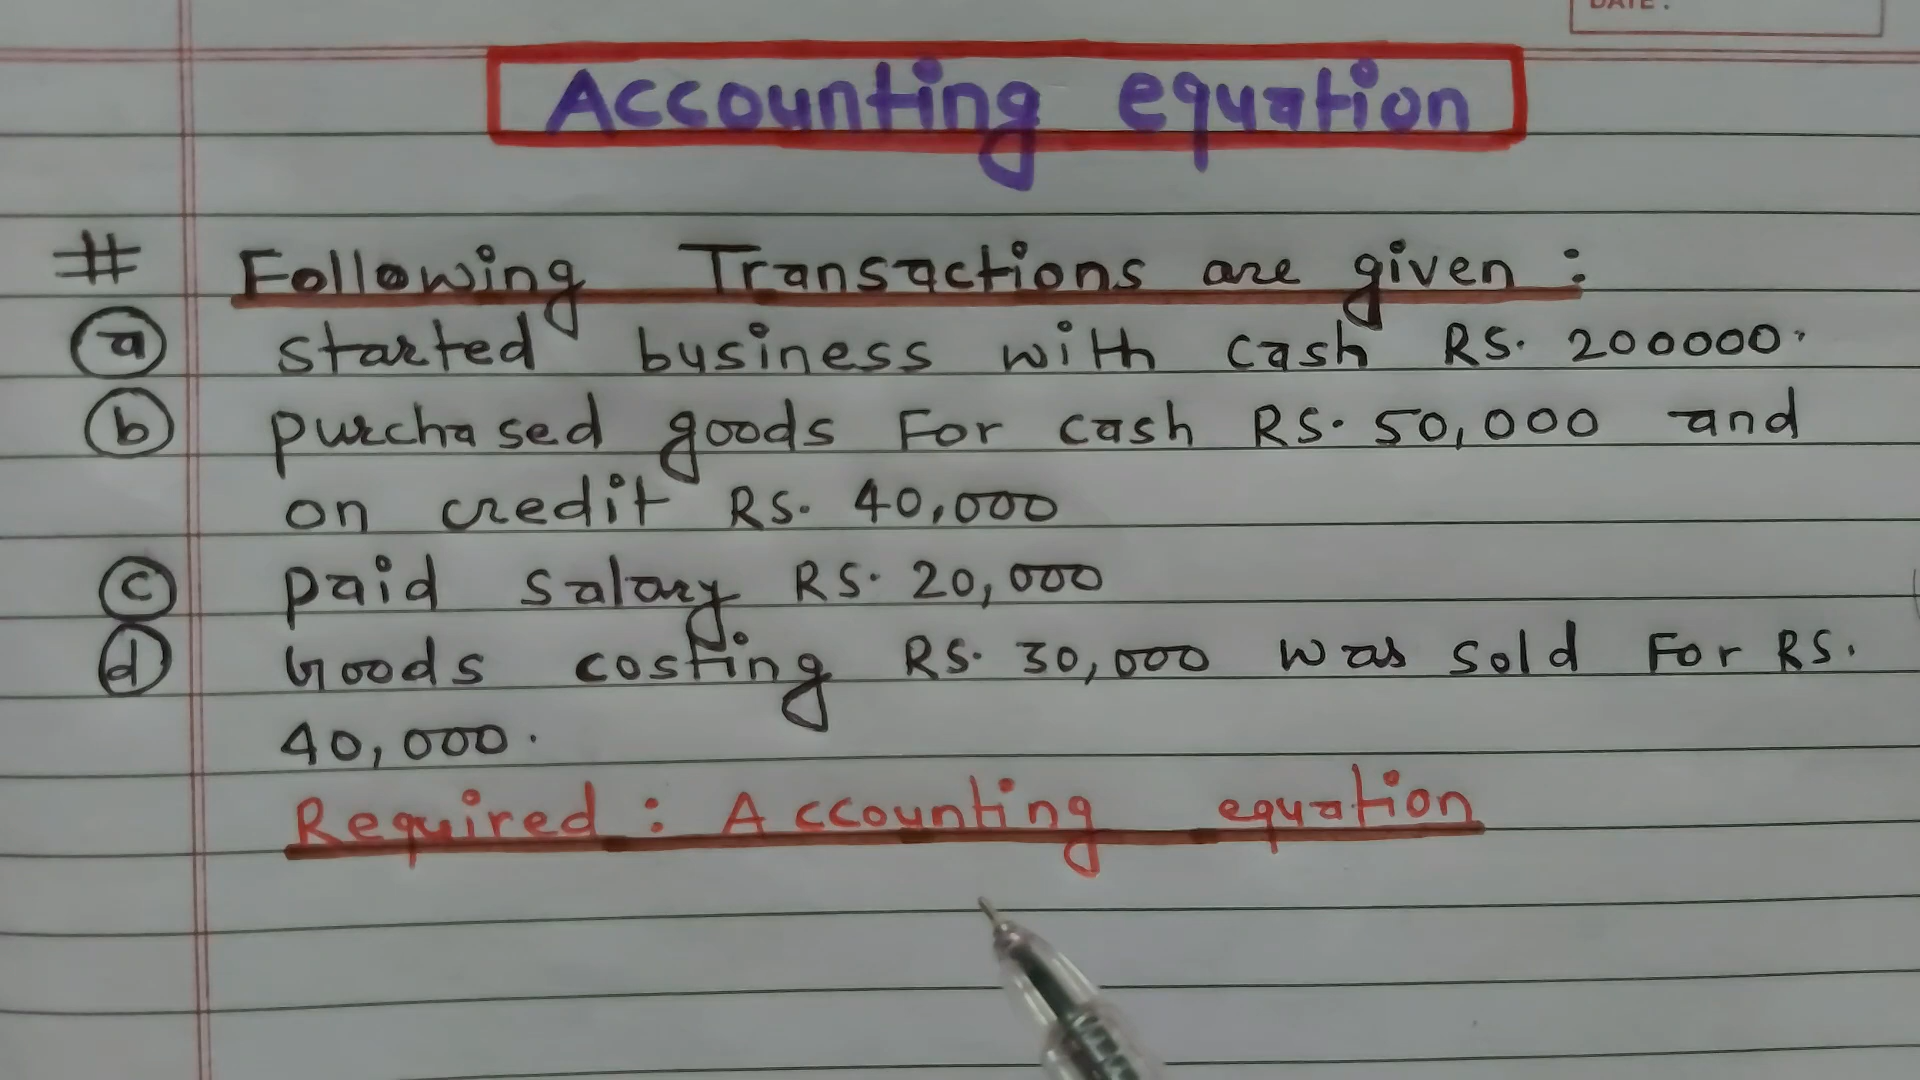 DATE :
Accounting equation
# Following Transactions are given :
(a) started business with cash RS. 200000.
(b) purchased goods For cash RS. 50,000 and
on credit RS. 40,000
(c) paid salary RS. 20,000
(d) Goods costing RS. 30,000 was sold For RS.
40,000.
Required : Accounting equation